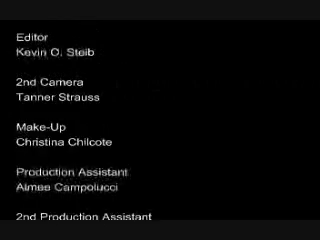 Editor
Kevin O. Steib
2nd Camera
Tanner Strauss
Make-Up
Christina Chilcote
Production Assistant
Aimee Campolucci
2nd Production Assistant